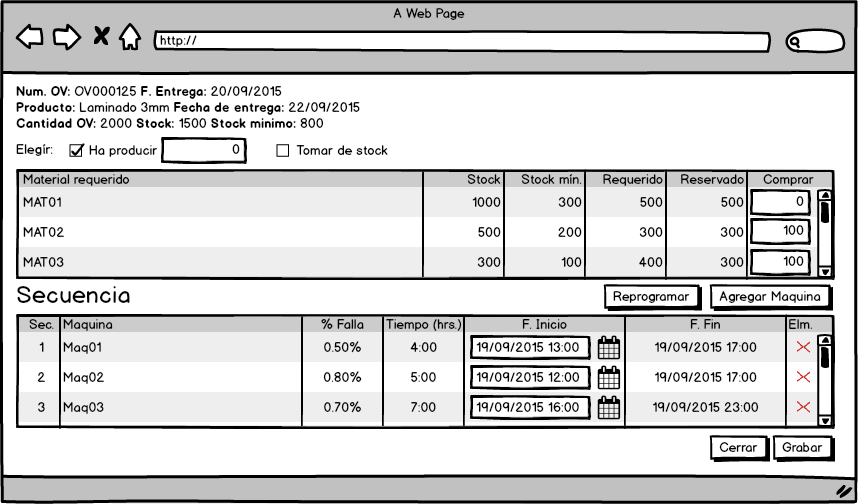 A Web Page
http://
Num. OV: OV000125 F. Entrega: 20/09/2015
Producto: Laminado 3mm Fecha de entrega: 22/09/2015
Cantidad OV: 2000 Stock: 1500 Stock minimo: 800
Elegír: Ha producir 0 Tomar de stock
Material requerido Stock Stock mín. Requerido Reservado Comprar
MAT01 1000 300 500 500 0
MAT02 500 200 300 300 100
MAT03 300 100 400 300 100
Secuencia Reprogramar Agregar Maquina
Sec. Maquina % Falla Tiempo (hrs.) F. Inicio F. Fin Elm.
1 Maq01 0.50% 4:00 19/09/2015 13:00 19/09/2015 17:00
2 Maq02 0.80% 5:00 19/09/2015 12:00 19/09/2015 17:00
3 Maq03 0.70% 7:00 19/09/2015 16:00 19/09/2015 23:00
Cerrar Grabar